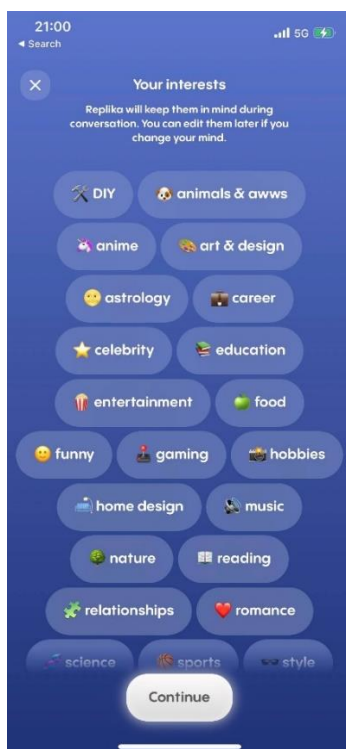 21:00
5G
◀ Search
Your interests
Replika will keep them in mind during
conversation. You can edit them later if you
change your mind.
DIY
animals & awws
anime
art & design
astrology
career
celebrity
education
entertainment
food
funny
gaming
hobbies
home design
music
nature
reading
relationships
romance
science
sports
style
Continue